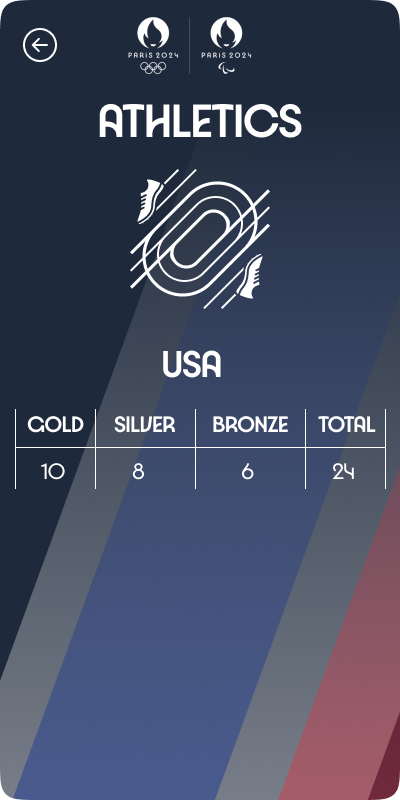 PARIS 2024 PARIS 2024
ATHLETICS
USA
GOLD SILVER BRONZE TOTAL
10 8 6 24